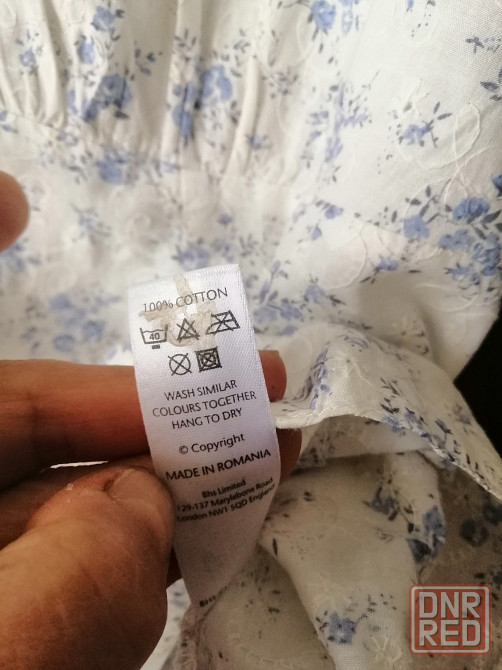 100% COTTON
40
WASH SIMILAR
COLOURS TOGETHER
HANG TO DRY
© Copyright
MADE IN ROMANIA
Bhs Limited
129-137 Marylebone Road
London NW1 5QD England
DNR
RED